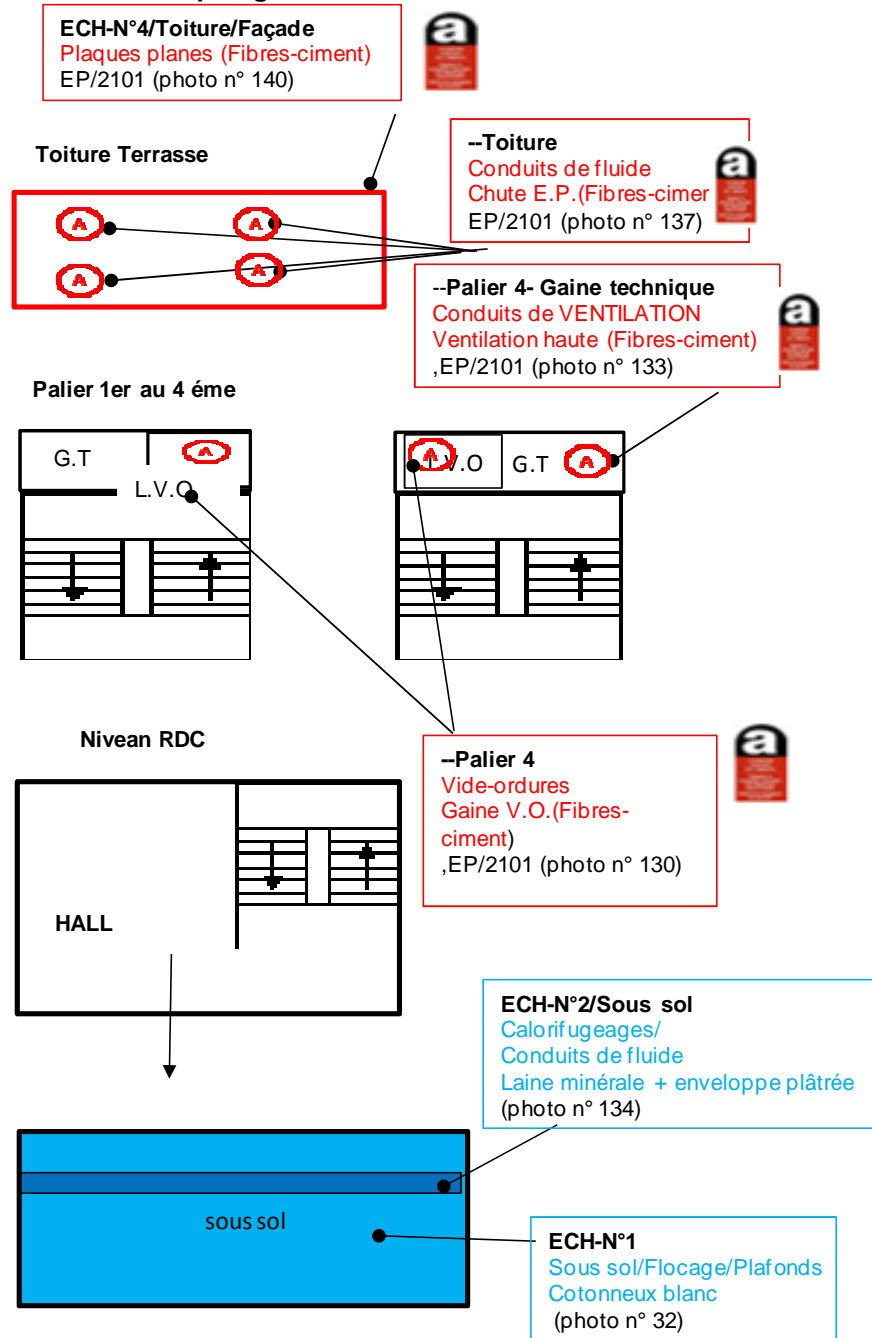 ECH-N°4/Toiture/Façade
Plaques planes (Fibres-ciment)
EP/2101 (photo n° 140)
a
Toiture Terrasse
--Toiture
Conduits de fluide
Chute E.P.(Fibres-cimer
EP/2101 (photo n° 137)
a
A
A
A
A
--Palier 4- Gaine technique
Conduits de VENTILATION
Ventilation haute (Fibres-ciment)
,EP/2101 (photo n° 133)
a
Palier 1er au 4 éme
G.T
A
L.V.O
A
V.O
G.T
A
Nivean RDC
--Palier 4
Vide-ordures
Gaine V.O.(Fibres-
ciment)
,EP/2101 (photo n° 130)
a
HALL
ECH-N°2/Sous sol
Calorifugeages/
Conduits de fluide
Laine minérale + enveloppe plâtrée
(photo n° 134)
sous sol
ECH-N°1
Sous sol/Flocage/Plafonds
Cotonneux blanc
(photo n° 32)